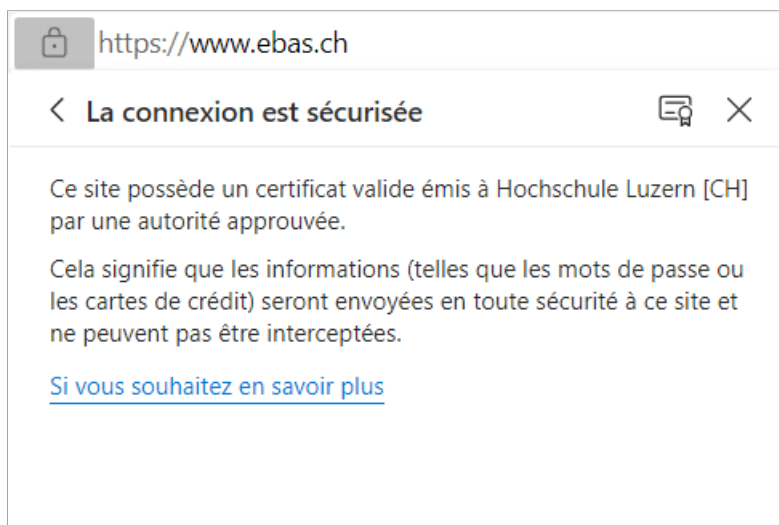 https://www.ebas.ch
La connexion est sécurisée
Ce site possède un certificat valide émis à Hochschule Luzern [CH]
par une autorité approuvée.
Cela signifie que les informations (telles que les mots de passe ou
les cartes de crédit) seront envoyées en toute sécurité à ce site et
ne peuvent pas être interceptées.
Si vous souhaitez en savoir plus